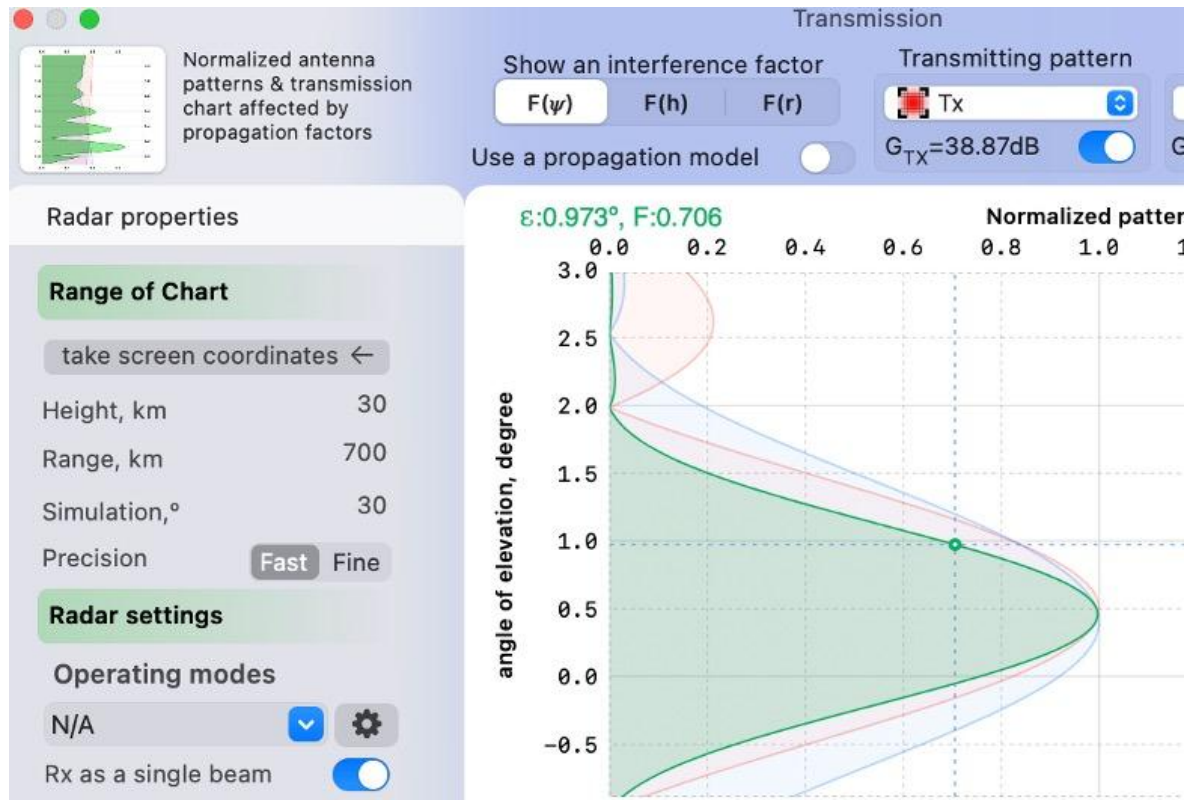 Transmission
Normalized antenna
patterns & transmission
chart affected by
propagation factors
Show an interference factor
F(ψ) F(h) F(r)
Use a propagation model
Transmitting pattern
Tx
G_TX=38.87dB
G
Radar properties
Range of Chart
take screen coordinates ←
Height, km 30
Range, km 700
Simulation,° 30
Precision Fast Fine
Radar settings
Operating modes
N/A
Rx as a single beam
ε:0.973°, F:0.706
Normalized patter
0.0 0.2 0.4 0.6 0.8 1.0 1
3.0
2.5
2.0
1.5
1.0
0.5
0.0
−0.5
angle of elevation, degree